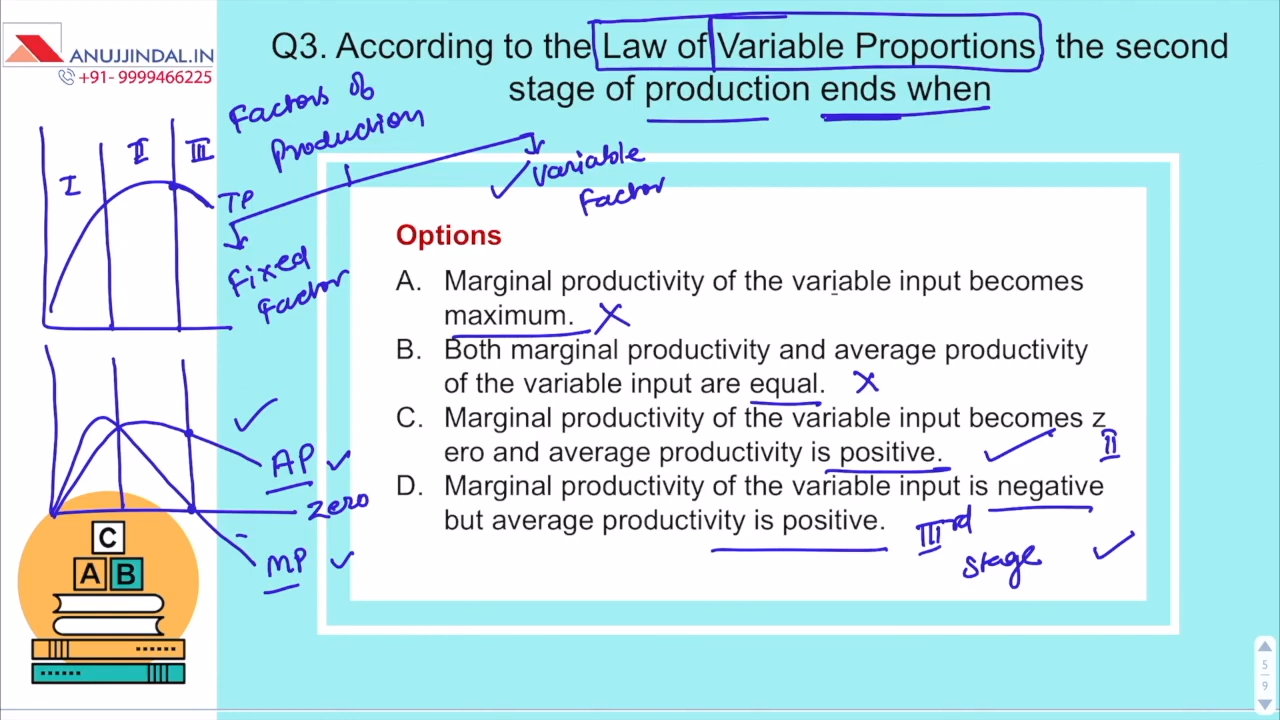 ANUJJINDAL.IN
+91- 9999466225
Q3. According to the Law of Variable Proportions the second
stage of production ends when
Factors of
Production
Variable
Factor
Fixed
Factor
I
II
III
TP
Options
A. Marginal productivity of the variable input becomes
maximum.
B. Both marginal productivity and average productivity
of the variable input are equal.
C. Marginal productivity of the variable input becomes z
ero and average productivity is positive.
II
D. Marginal productivity of the variable input is negative
but average productivity is positive.
IIIrd
Stage
AP
Zero
MP
C
A B
5
9